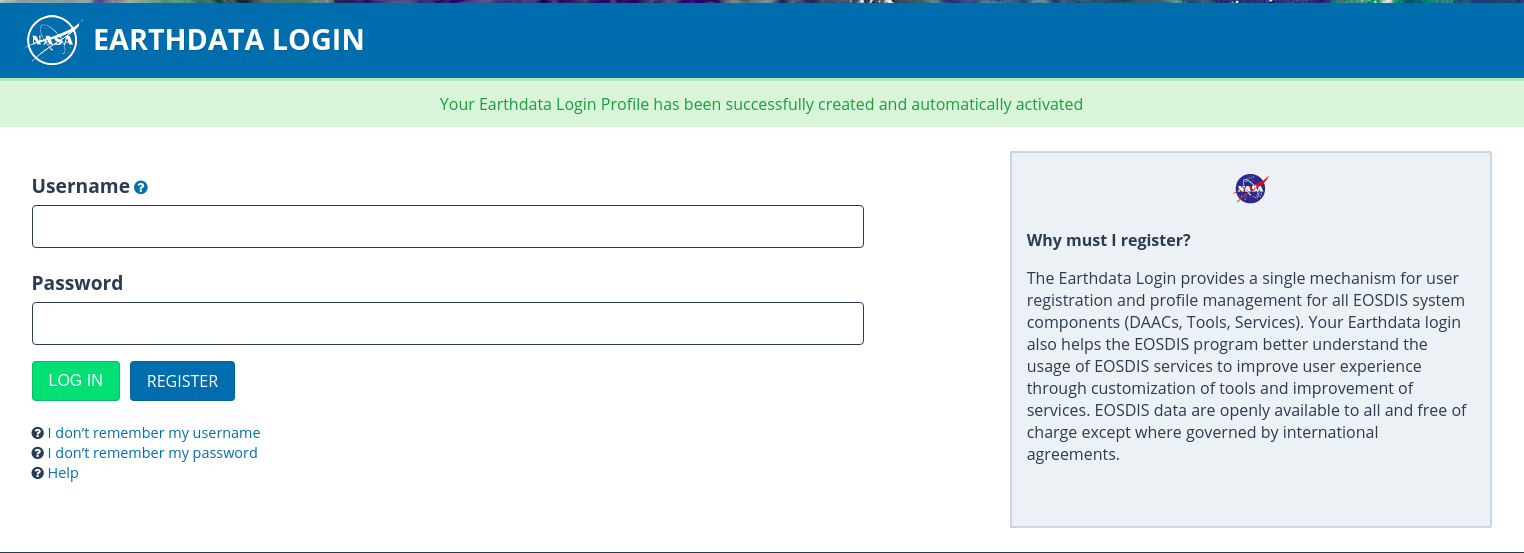 NASA EARTHDATA LOGIN
Your Earthdata Login Profile has been successfully created and automatically activated
Username
Password
LOG IN REGISTER
I don’t remember my username
I don’t remember my password
Help
NASA
Why must I register?
The Earthdata Login provides a single mechanism for user
registration and profile management for all EOSDIS system
components (DAACs, Tools, Services). Your Earthdata login
also helps the EOSDIS program better understand the
usage of EOSDIS services to improve user experience
through customization of tools and improvement of
services. EOSDIS data are openly available to all and free of
charge except where governed by international
agreements.